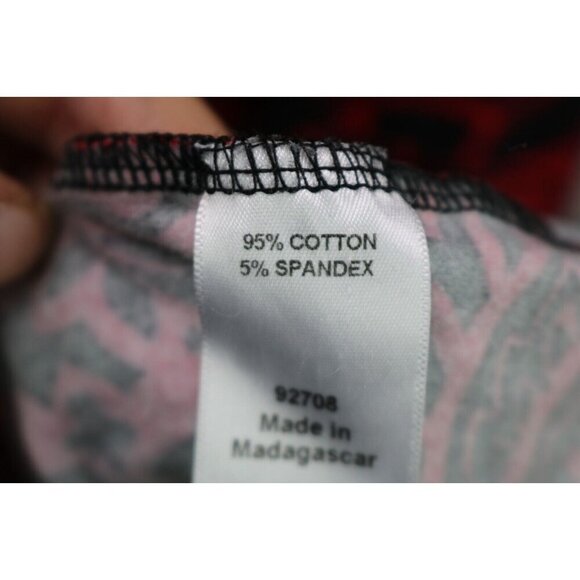 95% COTTON
5% SPANDEX
92708
Made in
Madagascar